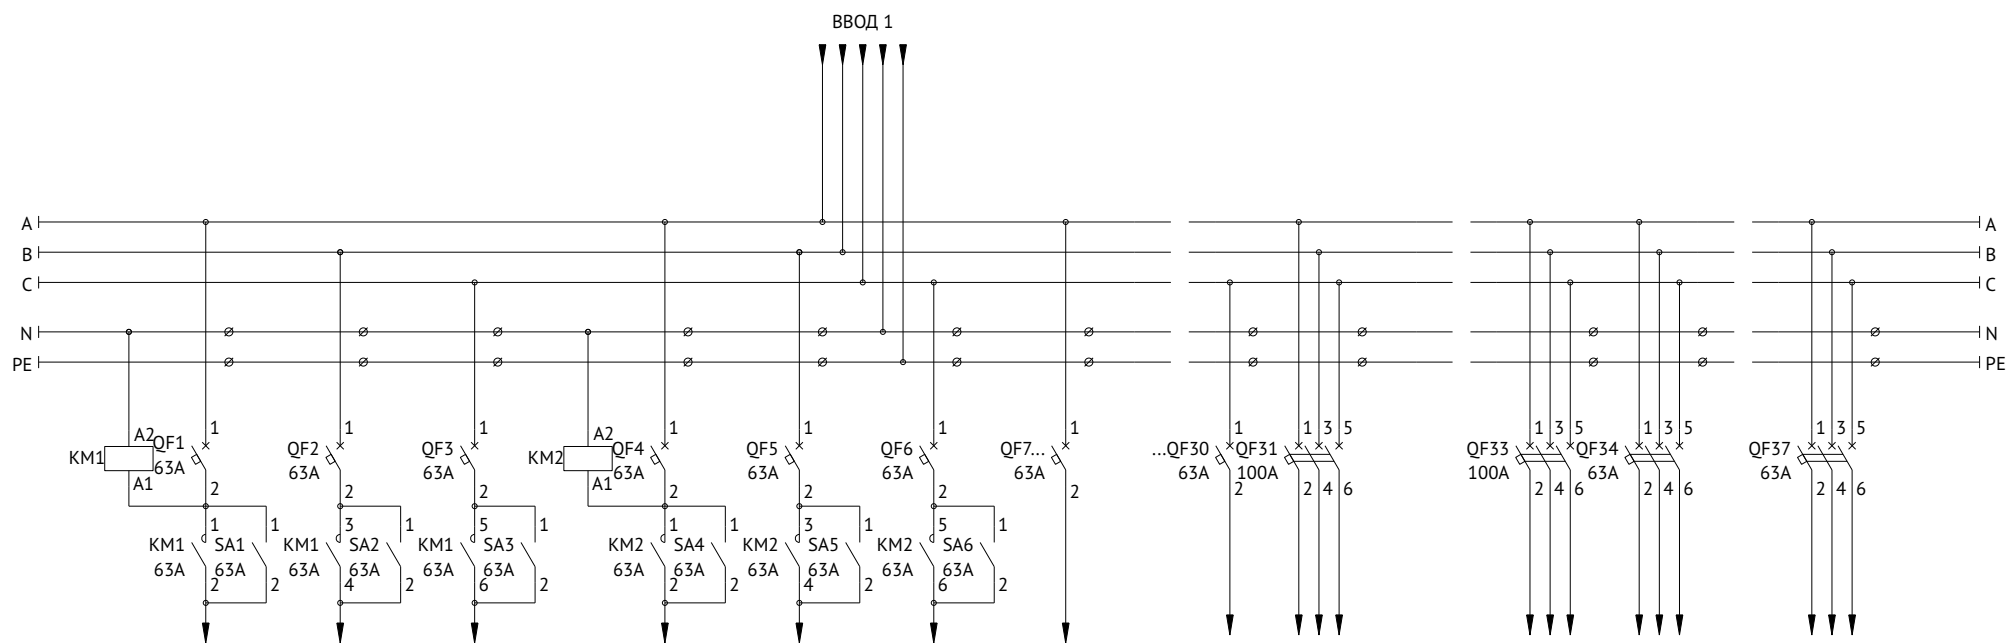 ВВОД 1
A
A
B
B
C
C
N
N
PE
PE
A2 QF1 1
KM1 63A
A1 2
QF2 1
63A
2
QF3 1
63A
2
A2 QF4 1
KM2 63A
A1 2
QF5 1
63A
2
QF6 1
63A
2
QF7... 1
63A 2
...QF30 1
63A 2
QF31 1 3 5
100A 2 4 6
QF33 1 3 5
100A 2 4 6
QF34 1 3 5
63A 2 4 6
QF37 1 3 5
63A 2 4 6
1 1
KM1 SA1
63A 63A
2 2
3 1
KM1 SA2
63A 63A
4 2
5 1
KM1 SA3
63A 63A
6 2
1 1
KM2 SA4
63A 63A
2 2
3 1
KM2 SA5
63A 63A
4 2
5 1
KM2 SA6
63A 63A
6 2